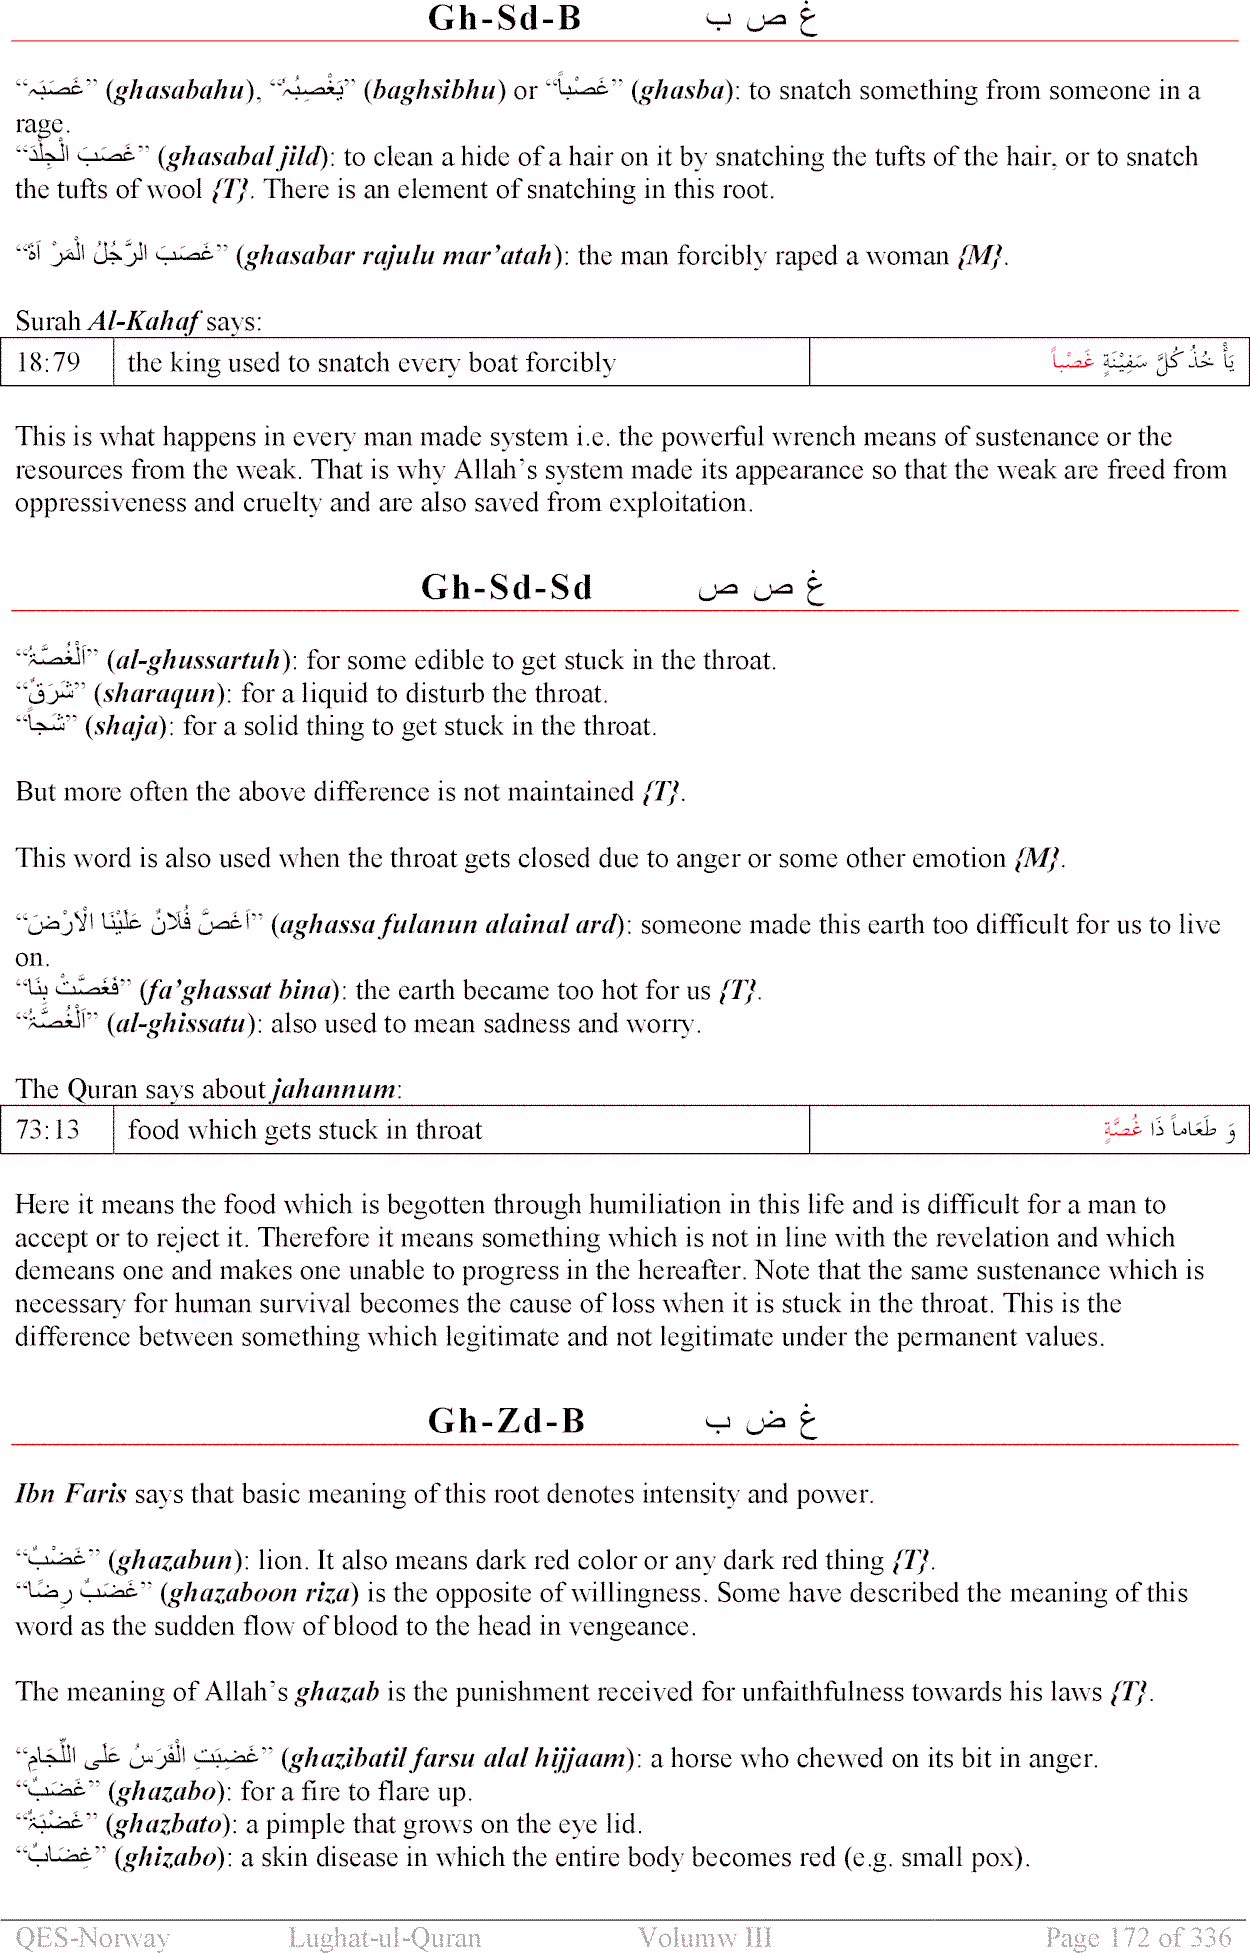 Gh-Sd-B غ ص ب
“غَصَبَہ” (ghasabahu), “یَغْصِبُہٗ” (baghsibhu) or “غَصْباً” (ghasba): to snatch something from someone in a
rage.
“غَصَبَ الْجِلْدَ” (ghasabal jild): to clean a hide of a hair on it by snatching the tufts of the hair, or to snatch
the tufts of wool {T}. There is an element of snatching in this root.
“غَصَبَ الرَّجُلُ الْمَرْ اَۃَ” (ghasabar rajulu mar’atah): the man forcibly raped a woman {M}.
Surah Al-Kahaf says:
18:79 the king used to snatch every boat forcibly یَأْ خُذُ کُلَّ سَفِیْنَۃٍ غَصْباً
This is what happens in every man made system i.e. the powerful wrench means of sustenance or the
resources from the weak. That is why Allah’s system made its appearance so that the weak are freed from
oppressiveness and cruelty and are also saved from exploitation.
Gh-Sd-Sd غ ص ص
“اَلْغُصَّۃُ” (al-ghussartuh): for some edible to get stuck in the throat.
“شَرَقٌ” (sharaqun): for a liquid to disturb the throat.
“شَجاً” (shaja): for a solid thing to get stuck in the throat.
But more often the above difference is not maintained {T}.
This word is also used when the throat gets closed due to anger or some other emotion {M}.
“اَغَصَّ فُلَانٌ عَلَیْنَا الْاَرْضَ” (aghassa fulanun alainal ard): someone made this earth too difficult for us to live
on.
“فَغَصَّتْ بِنَا” (fa’ghassat bina): the earth became too hot for us {T}.
“اَلْغُصَّۃُ” (al-ghissatu): also used to mean sadness and worry.
The Quran says about jahannum:
73:13 food which gets stuck in throat وَ طَعَاماً ذَا غُصَّۃٍ
Here it means the food which is begotten through humiliation in this life and is difficult for a man to
accept or to reject it. Therefore it means something which is not in line with the revelation and which
demeans one and makes one unable to progress in the hereafter. Note that the same sustenance which is
necessary for human survival becomes the cause of loss when it is stuck in the throat. This is the
difference between something which legitimate and not legitimate under the permanent values.
Gh-Zd-B غ ض ب
Ibn Faris says that basic meaning of this root denotes intensity and power.
“غَضْبٌ” (ghazabun): lion. It also means dark red color or any dark red thing {T}.
“غَضَبٌ رِضًا” (ghazaboon riza) is the opposite of willingness. Some have described the meaning of this
word as the sudden flow of blood to the head in vengeance.
The meaning of Allah’s ghazab is the punishment received for unfaithfulness towards his laws {T}.
“غَضِبَتِ الْفَرَسُ عَلَی اللِّجَامِ” (ghazibatil farsu alal hijjaam): a horse who chewed on its bit in anger.
“غَضَبٌ” (ghazabo): for a fire to flare up.
“غَضْبَۃٌ” (ghazbato): a pimple that grows on the eye lid.
“غِضَابٌ” (ghizabo): a skin disease in which the entire body becomes red (e.g. small pox).
QES-Norway Lughat-ul-Quran Volumw III Page 172 of 336